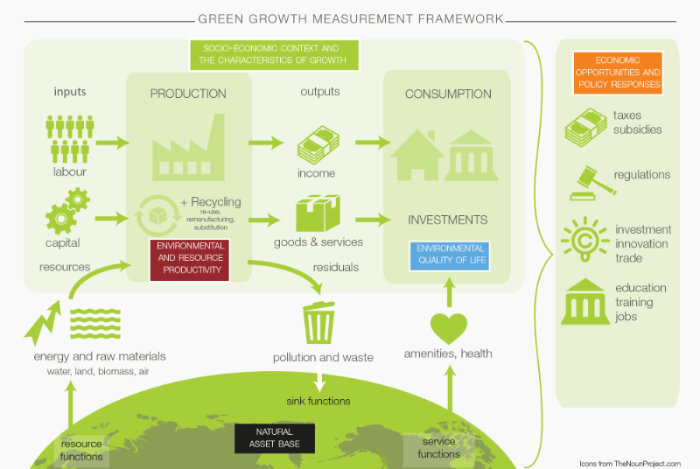 GREEN GROWTH MEASUREMENT FRAMEWORK
SOCIO-ECONOMIC CONTEXT AND
THE CHARACTERISTICS OF GROWTH
inputs
PRODUCTION
outputs
CONSUMPTION
labour
income
+ Recycling
re-use,
remanufacturing,
substitution
capital
goods & services
INVESTMENTS
resources
ENVIRONMENTAL
AND RESOURCE
PRODUCTIVITY
residuals
ENVIRONMENTAL
QUALITY OF LIFE
energy and raw materials
water, land, biomass, air
pollution and waste
amenities, health
sink functions
resource
functions
NATURAL
ASSET BASE
service
functions
ECONOMIC
OPPORTUNITIES AND
POLICY RESPONSES
taxes
subsidies
regulations
investment
innovation
trade
education
training
jobs
Icons from TheNounProject.com